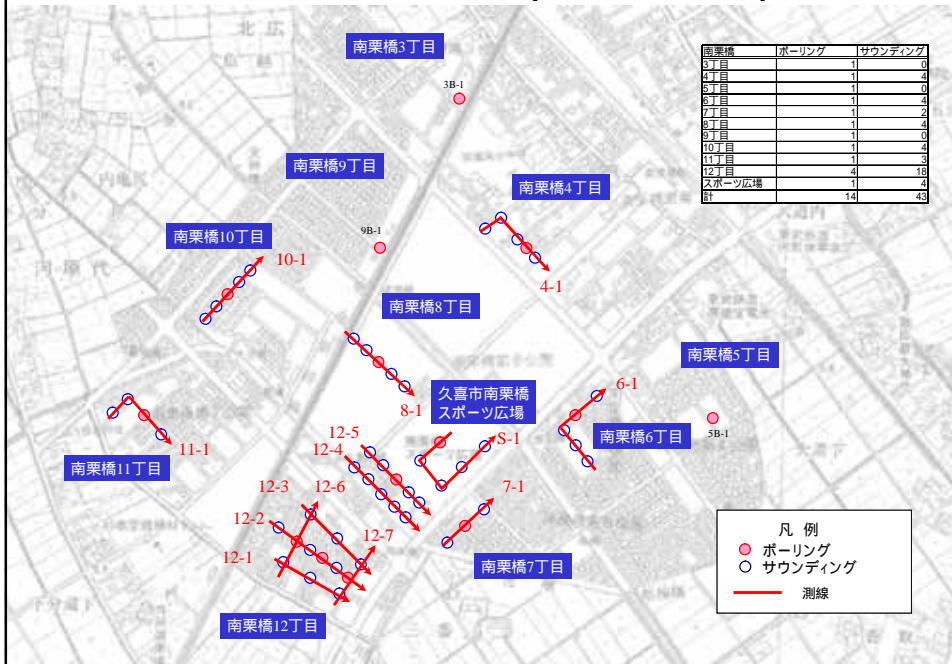 南栗橋3丁目
3B-1
南栗橋9丁目
9B-1
南栗橋4丁目
4-1
南栗橋10丁目
10-1
南栗橋8丁目
8-1
南栗橋5丁目
5B-1
久喜市南栗橋
スポーツ広場
S-1
6-1
南栗橋6丁目
11-1
南栗橋11丁目
12-5
12-4
12-3
12-6
12-2
12-1
12-7
7-1
南栗橋7丁目
南栗橋12丁目
南栗橋 ボーリング サウンディング
3丁目 1 0
4丁目 1 4
5丁目 1 0
6丁目 1 4
7丁目 1 2
8丁目 1 4
9丁目 1 0
10丁目 1 4
11丁目 1 3
12丁目 4 18
スポーツ広場 1 4
計 14 43
凡 例
ボーリング
サウンディング
測線